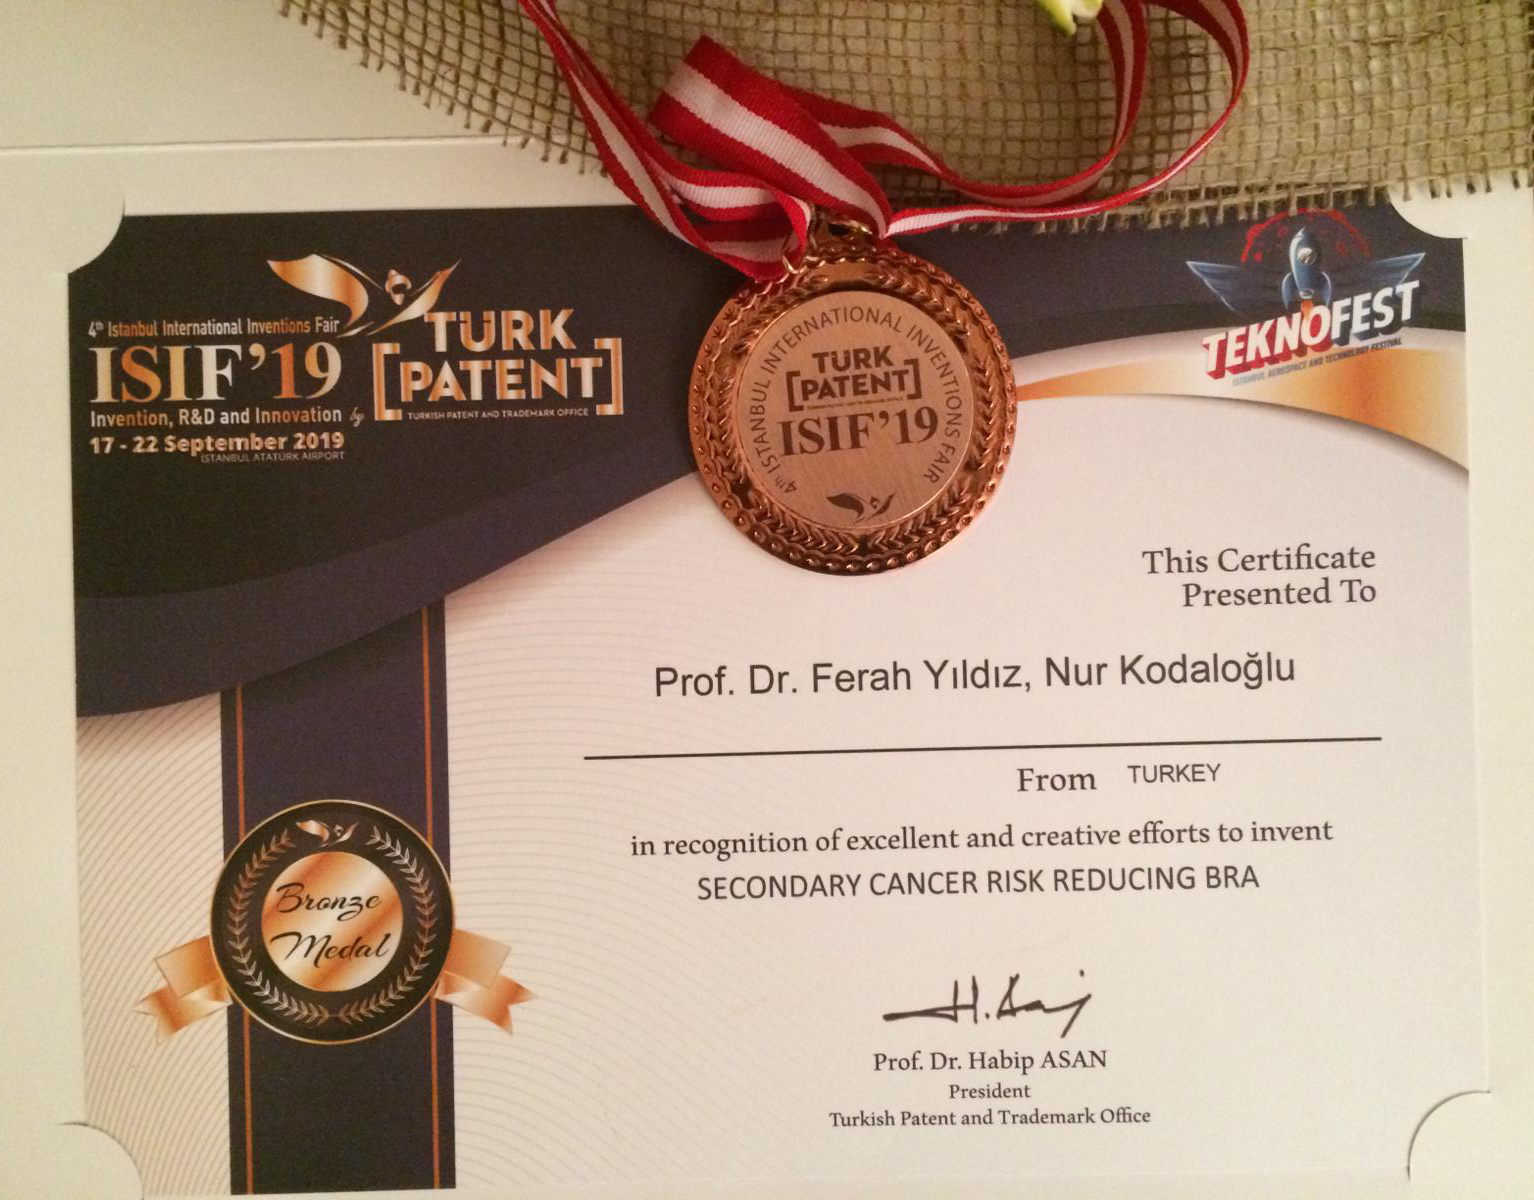 4th Istanbul International Inventions Fair
ISIF'19
Invention, R&D and Innovation by
17 - 22 September 2019
ISTANBUL ATATÜRK AIRPORT
TÜRK
[PATENT]
TURKISH PATENT AND TRADEMARK OFFICE
4th ISTANBUL INTERNATIONAL INVENTIONS FAIR
TURK
[PATENT]
ISIF'19
TEKNOFEST
ISTANBUL AEROSPACE AND TECHNOLOGY FESTIVAL
This Certificate
Presented To
Prof. Dr. Ferah Yıldız, Nur Kodaloğlu
From TURKEY
in recognition of excellent and creative efforts to invent
SECONDARY CANCER RISK REDUCING BRA
Bronze
Medal
Prof. Dr. Habip ASAN
President
Turkish Patent and Trademark Office